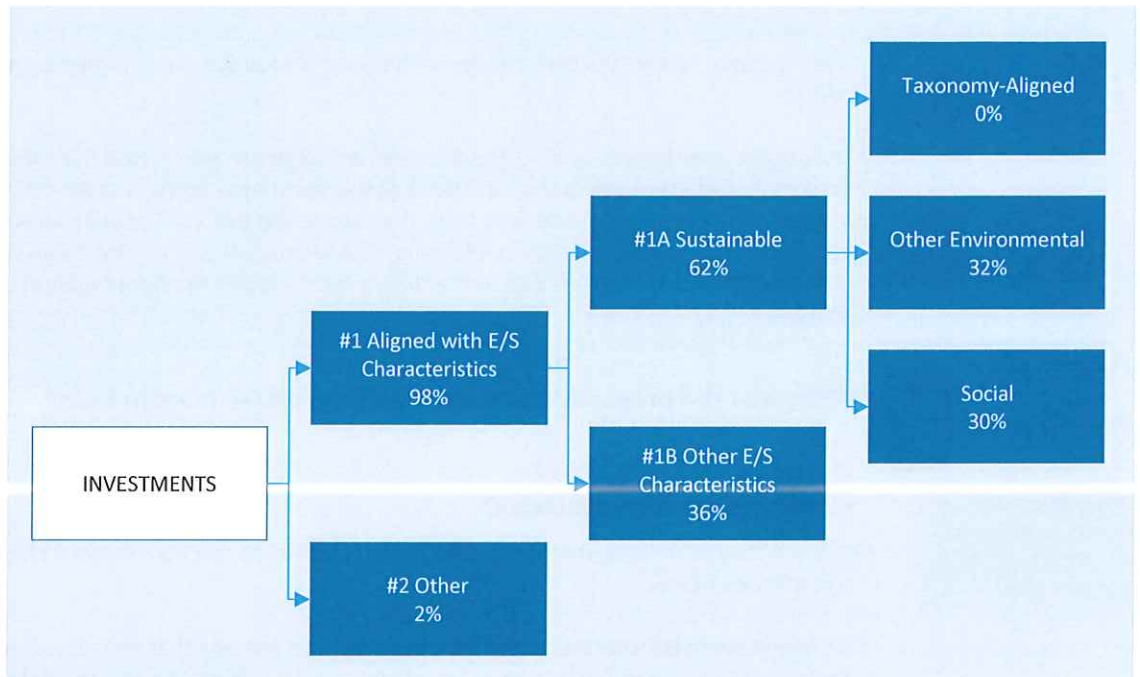 INVESTMENTS
#1 Aligned with E/S
Characteristics
98%
#2 Other
2%
#1A Sustainable
62%
#1B Other E/S
Characteristics
36%
Taxonomy-Aligned
0%
Other Environmental
32%
Social
30%